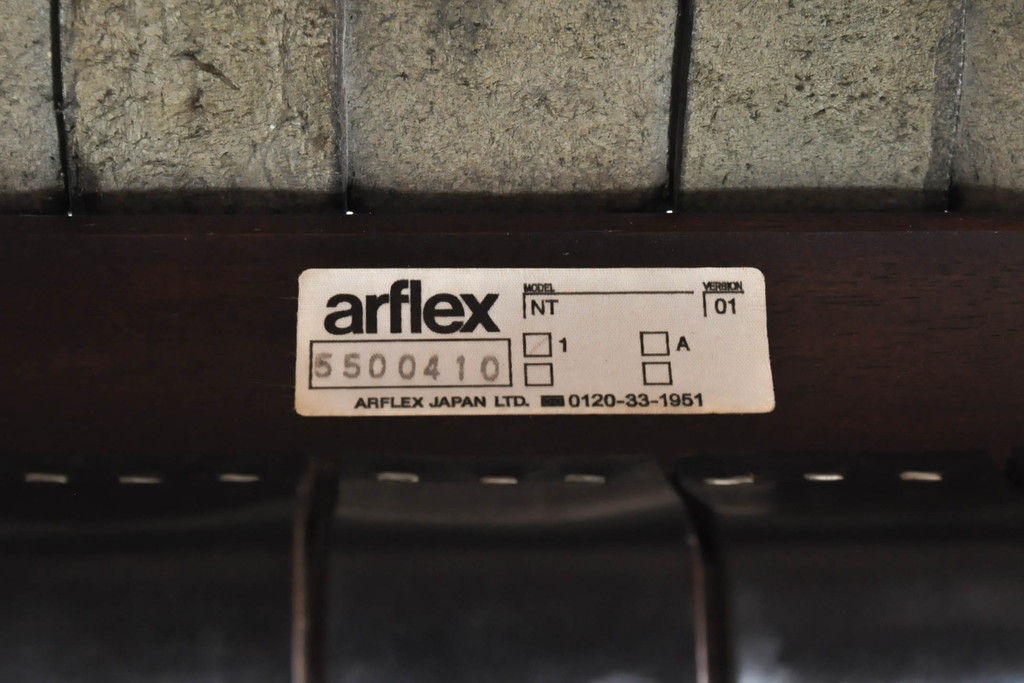 arflex
MODEL
NT
VERSION
01
5500410
1
A
ARFLEX JAPAN LTD. 0120-33-1951